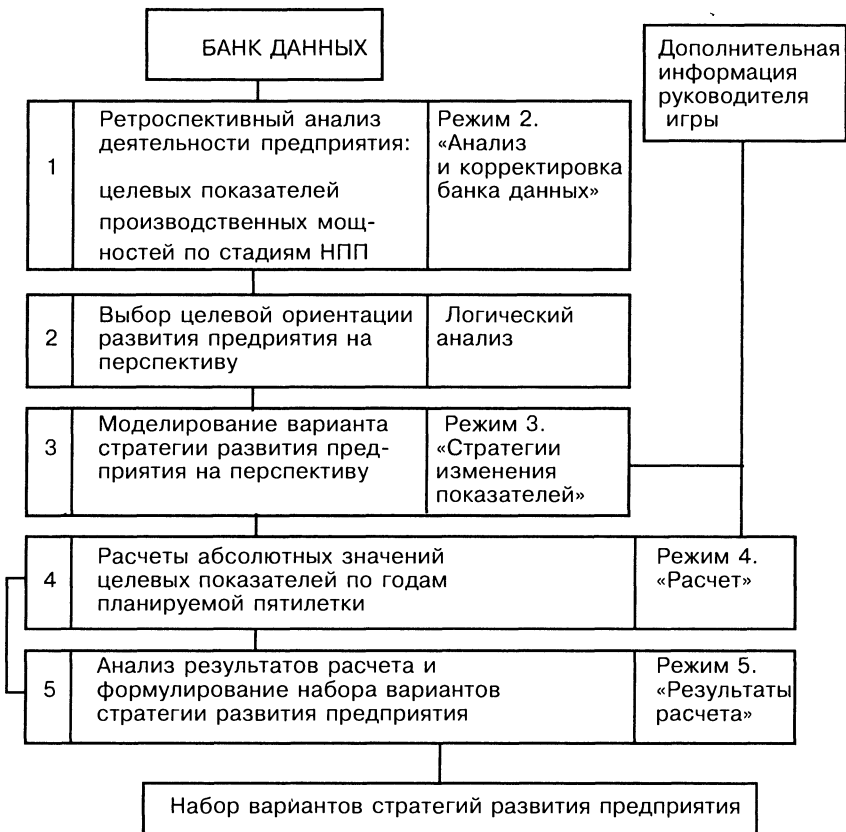 БАНК ДАННЫХ
Дополнительная
информация
руководителя
игры
1
Ретроспективный анализ
деятельности предприятия:
целевых показателей
производственных мощ-
ностей по стадиям НПП
Режим 2.
«Анализ
и корректировка
банка данных»
2
Выбор целевой ориентации
развития предриятия на
перспективу
Логический
анализ
3
Моделирование варианта
стратегии развития пред-
приятия на перспективу
Режим 3.
«Стратегии
изменения
показателей»
4
Расчеты абсолютных значений
целевых показателей по годам
планируемой пятилетки
Режим 4.
«Расчет»
5
Анализ результатов расчета и
формулирование набора вариантов
стратегии развития предприятия
Режим 5.
«Результаты
расчета»
Набор вариантов стратегий развития предприятия